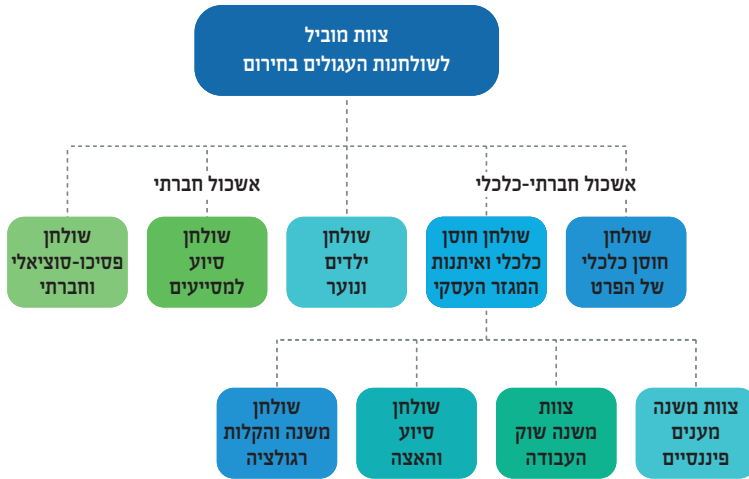 צוות מוביל
לשולחנות העגולים בחירום
אשכול חברתי-כלכלי
אשכול חברתי
שולחן
חוסן כלכלי
של הפרט
שולחן חוסן
כלכלי ואיתנות
המגזר העסקי
שולחן
ילדים
ונוער
שולחן
סיוע
למסייעים
שולחן
פסיכו-סוציאלי
וחברתי
צוות משנה
מענים
פיננסיים
צוות
משנה שוק
העבודה
שולחן
סיוע
והאצה
שולחן
משנה והקלות
רגולציה